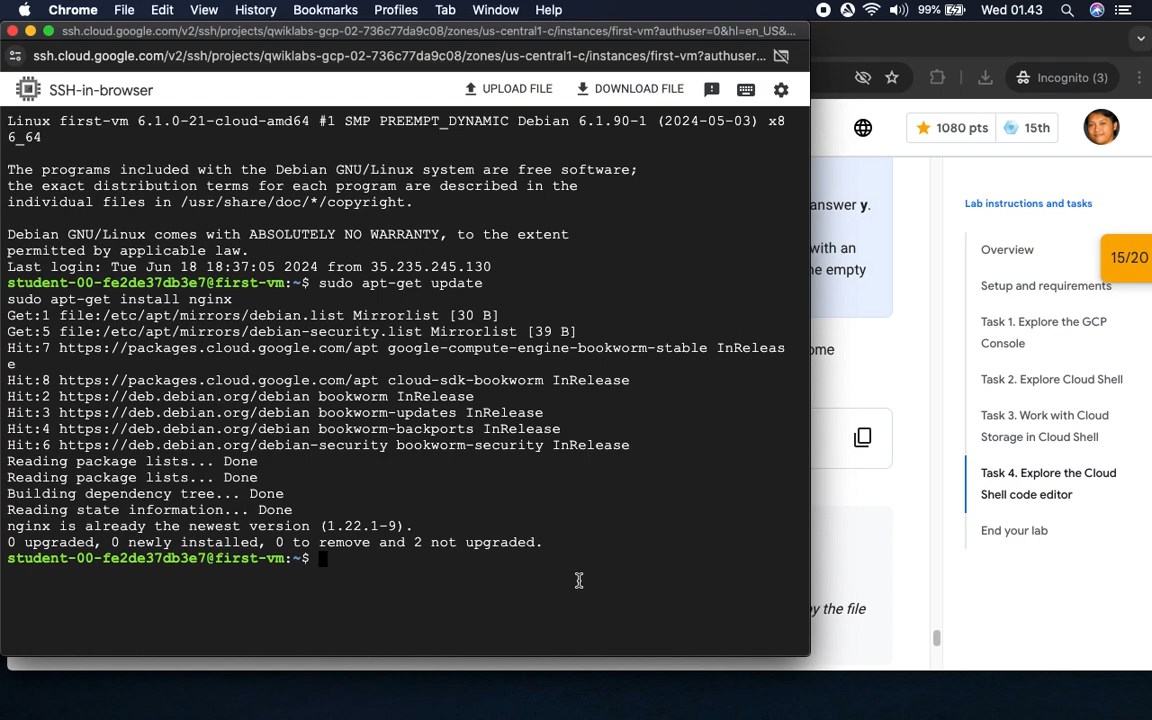 Chrome File Edit View History Bookmarks Profiles Tab Window Help 99% Wed 01.43
ssh.cloud.google.com/v2/ssh/projects/qwiklabs-gcp-02-736c77da9c08/zones/us-central1-c/instances/first-vm?authuser=0&hl=en_US&...
ssh.cloud.google.com/v2/ssh/projects/qwiklabs-gcp-02-736c77da9c08/zones/us-central1-c/instances/first-vm?authuser...
Incognito (3)
SSH-in-browser UPLOAD FILE DOWNLOAD FILE
1080 pts 15th
Linux first-vm 6.1.0-21-cloud-amd64 #1 SMP PREEMPT_DYNAMIC Debian 6.1.90-1 (2024-05-03) x8
6_64
The programs included with the Debian GNU/Linux system are free software;
the exact distribution terms for each program are described in the
individual files in /usr/share/doc/*/copyright.
Debian GNU/Linux comes with ABSOLUTELY NO WARRANTY, to the extent
permitted by applicable law.
Last login: Tue Jun 18 18:37:05 2024 from 35.235.245.130
student-00-fe2de37db3e7@first-vm:~$ sudo apt-get update
sudo apt-get install nginx
Get:1 file:/etc/apt/mirrors/debian.list Mirrorlist [30 B]
Get:5 file:/etc/apt/mirrors/debian-security.list Mirrorlist [39 B]
Hit:7 https://packages.cloud.google.com/apt google-compute-engine-bookworm-stable InReleas
e
Hit:8 https://packages.cloud.google.com/apt cloud-sdk-bookworm InRelease
Hit:2 https://deb.debian.org/debian bookworm InRelease
Hit:3 https://deb.debian.org/debian bookworm-updates InRelease
Hit:4 https://deb.debian.org/debian bookworm-backports InRelease
Hit:6 https://deb.debian.org/debian-security bookworm-security InRelease
Reading package lists... Done
Reading package lists... Done
Building dependency tree... Done
Reading state information... Done
nginx is already the newest version (1.22.1-9).
0 upgraded, 0 newly installed, 0 to remove and 2 not upgraded.
student-00-fe2de37db3e7@first-vm:~$
answer y.
with an
e empty
ome
by the file
Lab instructions and tasks
Overview
15/20
Setup and requirements
Task 1. Explore the GCP
Console
Task 2. Explore Cloud Shell
Task 3. Work with Cloud
Storage in Cloud Shell
Task 4. Explore the Cloud
Shell code editor
End your lab